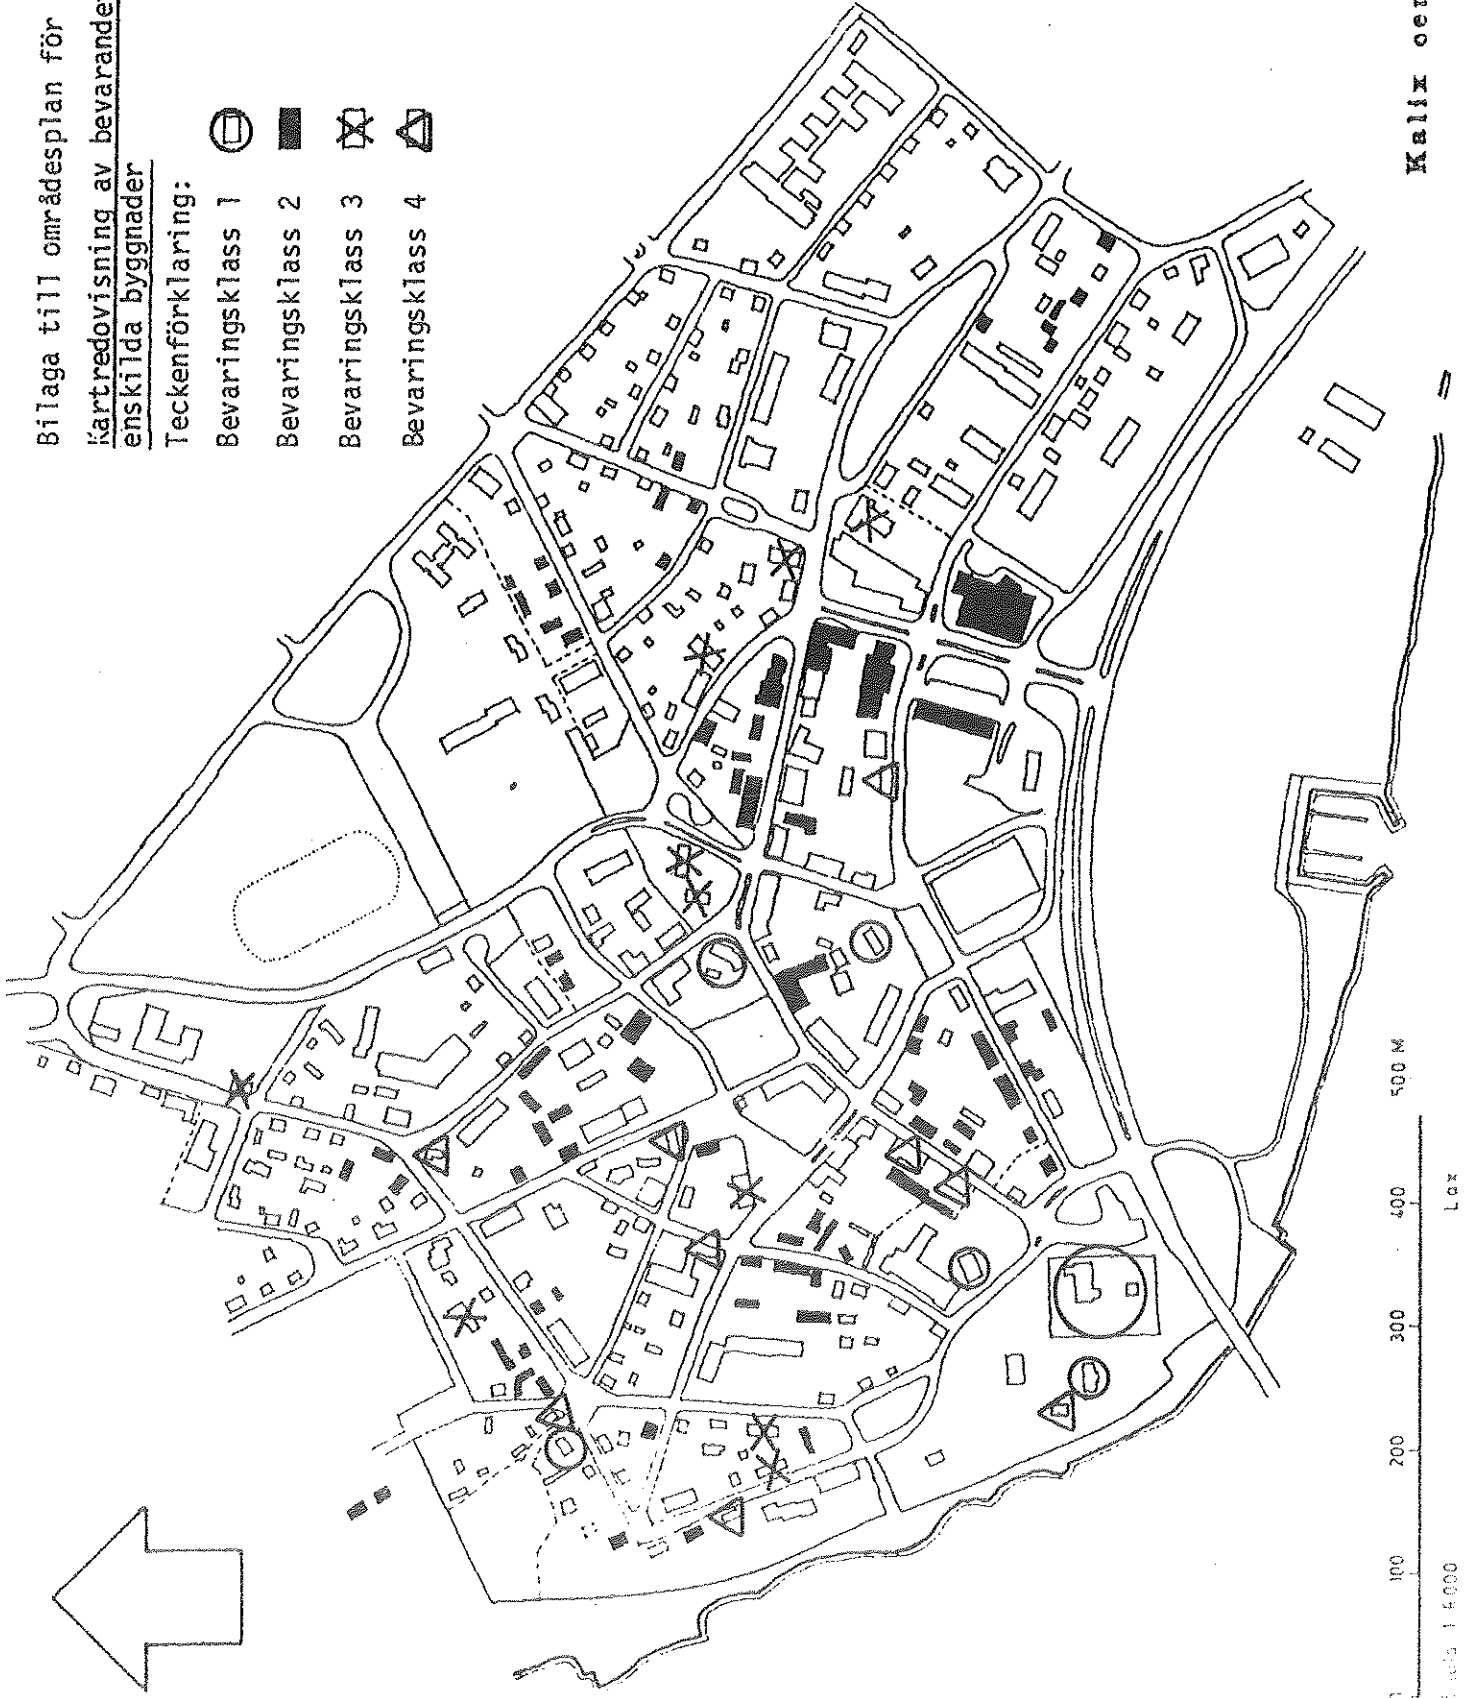 Bilaga till områdesplan för
Kartredovisning av
enskilda byggnader
Teckenförklaring:
Bevaringsklass 1
Bevaringsklass 2
Bevaringsklass 3
Bevaringsklass 4
Kalix
100 200 300 400 500 M